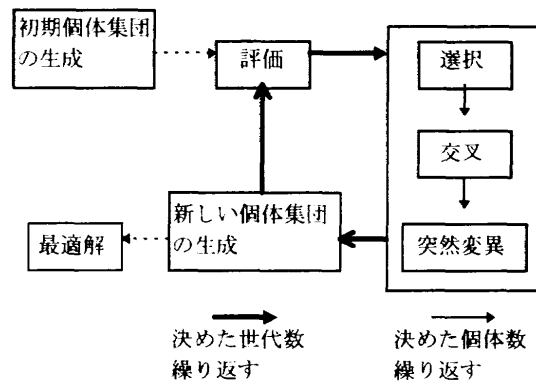 初期個体集団
の生成
評価
選択
交叉
突然変異
新しい個体集団
の生成
最適解
決めた世代数
繰り返す
決めた個体数
繰り返す